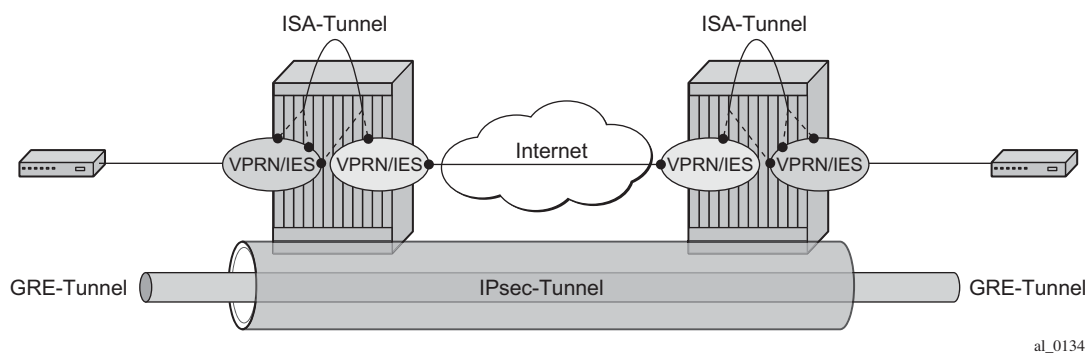 ISA-Tunnel
ISA-Tunnel
VPRN/IES
VPRN/IES
Internet
VPRN/IES
VPRN/IES
GRE-Tunnel
IPsec-Tunnel
GRE-Tunnel
al_0134